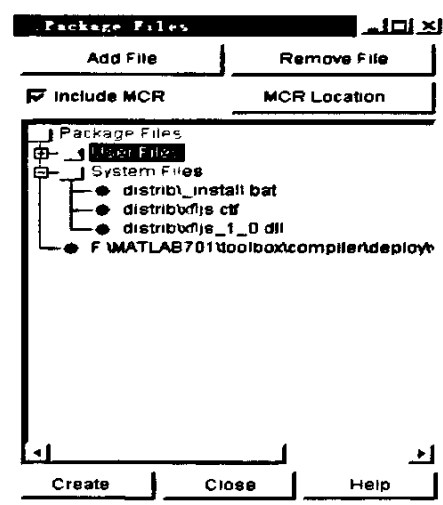 Package Files
Add File
Remove File
Include MCR
MCR Location
Package Files
User Files
System Files
distrib\_install bat
distrib\xfljs ctf
distrib\xfljs_1_0 dll
F \MATLAB701\toolbox\compiler\deploy\
Create
Close
Help